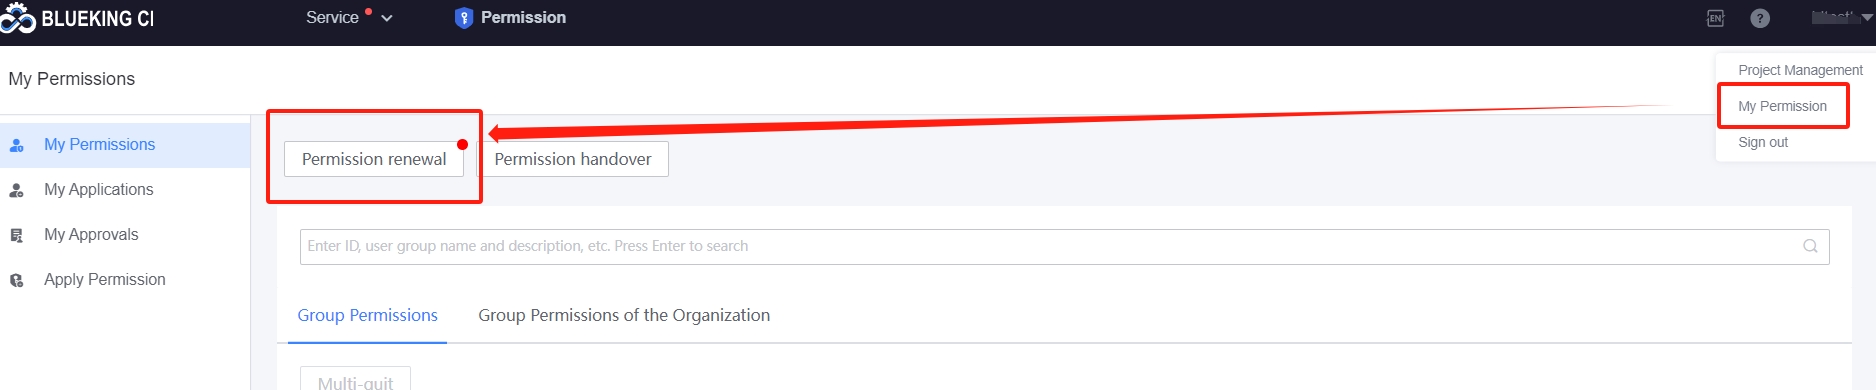 BLUEKING CI
Service
Permission
EN
?
My Permissions
Project Management
My Permission
Sign out
My Permissions
My Applications
My Approvals
Apply Permission
Permission renewal
Permission handover
Enter ID, user group name and description, etc. Press Enter to search
Group Permissions
Group Permissions of the Organization
Multi-quit